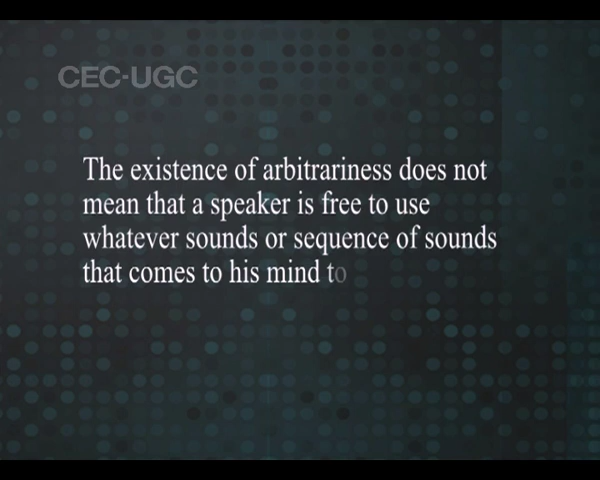 CEC-UGC
The existence of arbitrariness does not
mean that a speaker is free to use
whatever sounds or sequence of sounds
that comes to his mind to